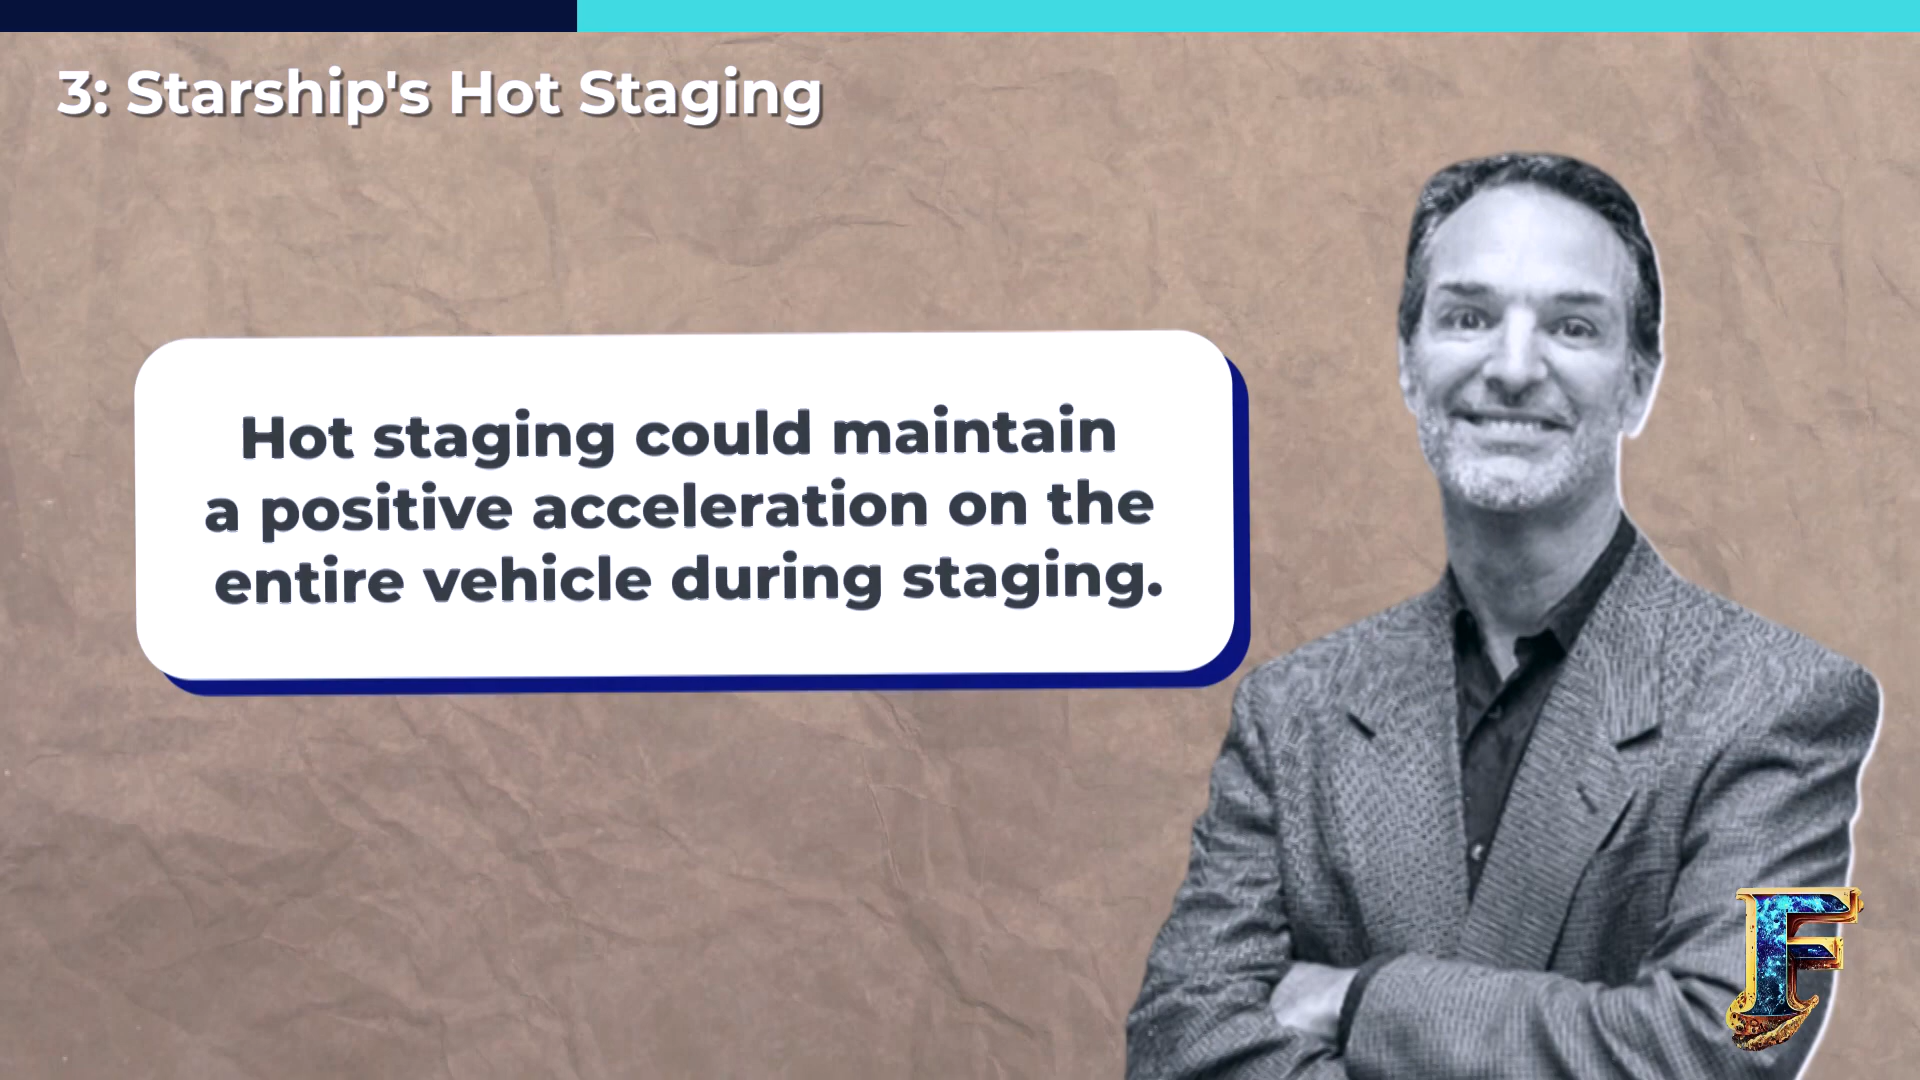 3: Starship's Hot Staging
Hot staging could maintain
a positive acceleration on the
entire vehicle during staging.
F